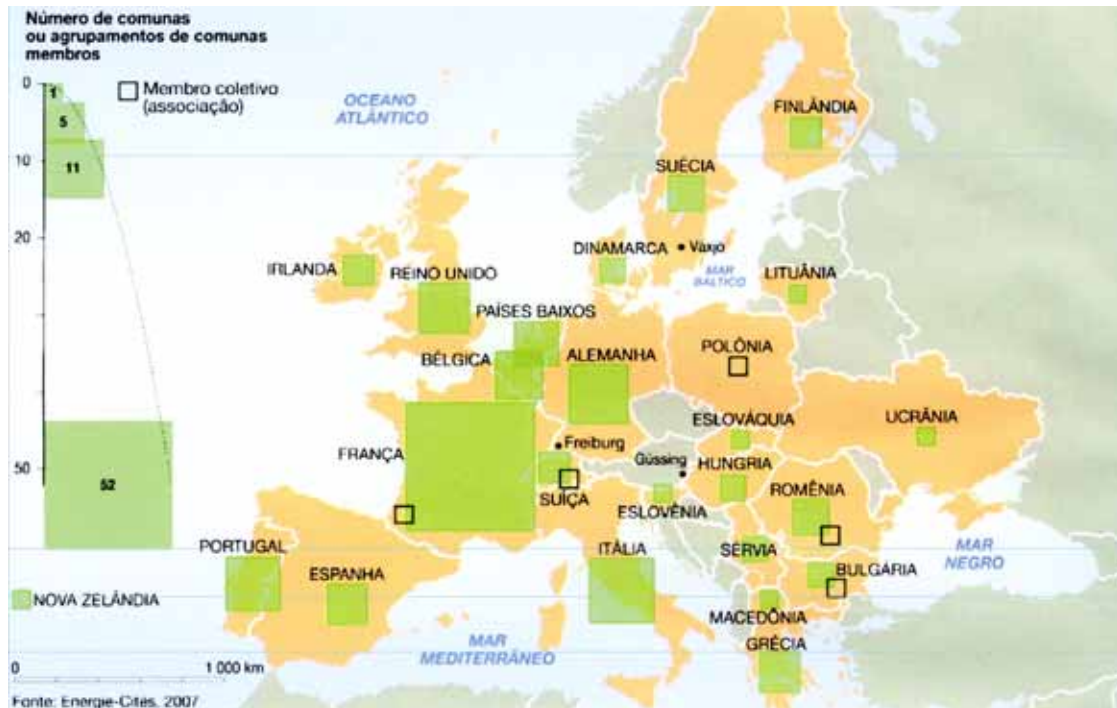 Número de comunas
ou agrupamentos de comunas
membros
0
1
5
10
11
20
50
52
Membro coletivo
(associação)
OCEANO
ATLÂNTICO
FINLÂNDIA
SUÉCIA
DINAMARCA
Växjö
MAR
BÁLTICO
LITUÂNIA
IRLANDA
REINO UNIDO
PAÍSES BAIXOS
BÉLGICA
ALEMANHA
POLÔNIA
ESLOVÁQUIA
UCRÂNIA
FRANÇA
Freiburg
Güssing
HUNGRIA
SUÍÇA
ROMÊNIA
ESLOVÊNIA
PORTUGAL
ESPANHA
ITÁLIA
SERVIA
MAR
NEGRO
BULGÁRIA
NOVA ZELÂNDIA
MACEDÔNIA
MAR
MEDITERRÂNEO
GRÉCIA
0
1 000 km
Fonte: Energie-Cités, 2007